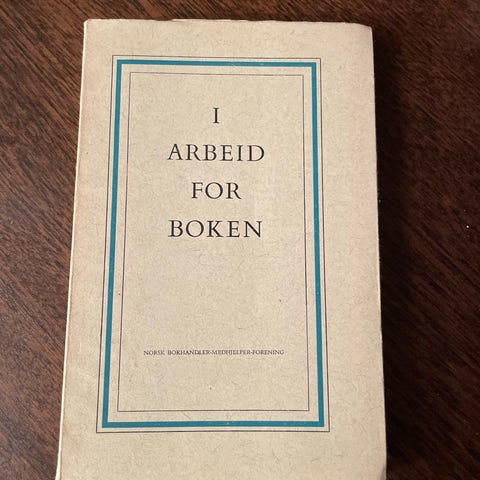 I
ARBEID
FOR
BOKEN
NORSK BOKHANDLER-MEDHJELPER-FORENING